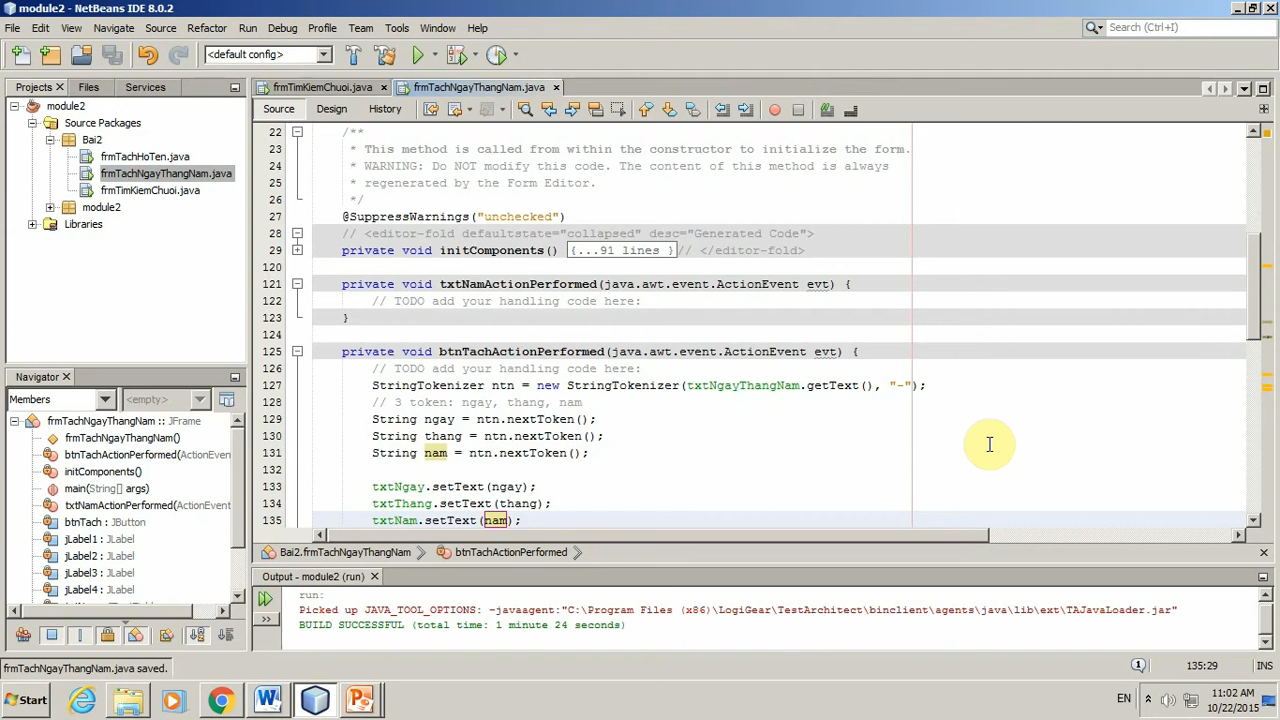 module2 - NetBeans IDE 8.0.2
File Edit View Navigate Source Refactor Run Debug Profile Team Tools Window Help
Search (Ctrl+I)
<default config>
Projects Files Services
frmTimKiemChuoi.java frmTachNgayThangNam.java
module2
Source Packages
Bai2
frmTachHoTen.java
frmTachNgayThangNam.java
frmTimKiemChuoi.java
module2
Libraries
Source Design History
22 /**
23 * This method is called from within the constructor to initialize the form.
24 * WARNING: Do NOT modify this code. The content of this method is always
25 * regenerated by the Form Editor.
26 */
27 @SuppressWarnings("unchecked")
28 // <editor-fold defaultstate="collapsed" desc="Generated Code">
29 private void initComponents() {...91 lines }// </editor-fold>
120
121 private void txtNamActionPerformed(java.awt.event.ActionEvent evt) {
122 // TODO add your handling code here:
123 }
124
125 private void btnTachActionPerformed(java.awt.event.ActionEvent evt) {
126 // TODO add your handling code here:
127 StringTokenizer ntn = new StringTokenizer(txtNgayThangNam.getText(), "-");
128 // 3 token: ngay, thang, nam
129 String ngay = ntn.nextToken();
130 String thang = ntn.nextToken();
131 String nam = ntn.nextToken();
132
133 txtNgay.setText(ngay);
134 txtThang.setText(thang);
135 txtNam.setText(nam);
Navigator
Members <empty>
frmTachNgayThangNam :: JFrame
frmTachNgayThangNam()
btnTachActionPerformed(ActionEvent
initComponents()
main(String[] args)
txtNamActionPerformed(ActionEvent
btnTach : JButton
jLabel1 : JLabel
jLabel2 : JLabel
jLabel3 : JLabel
jLabel4 : JLabel
Bai2.frmTachNgayThangNam btnTachActionPerformed
Output - module2 (run)
run:
Picked up JAVA_TOOL_OPTIONS: -javaagent:"C:\Program Files (x86)\LogiGear\TestArchitect\binclient\agents\java\lib\ext\TAJavaLoader.jar"
BUILD SUCCESSFUL (total time: 1 minute 24 seconds)
frmTachNgayThangNam.java saved.
1 135:29 INS
Start
EN
11:02 AM
10/22/2015